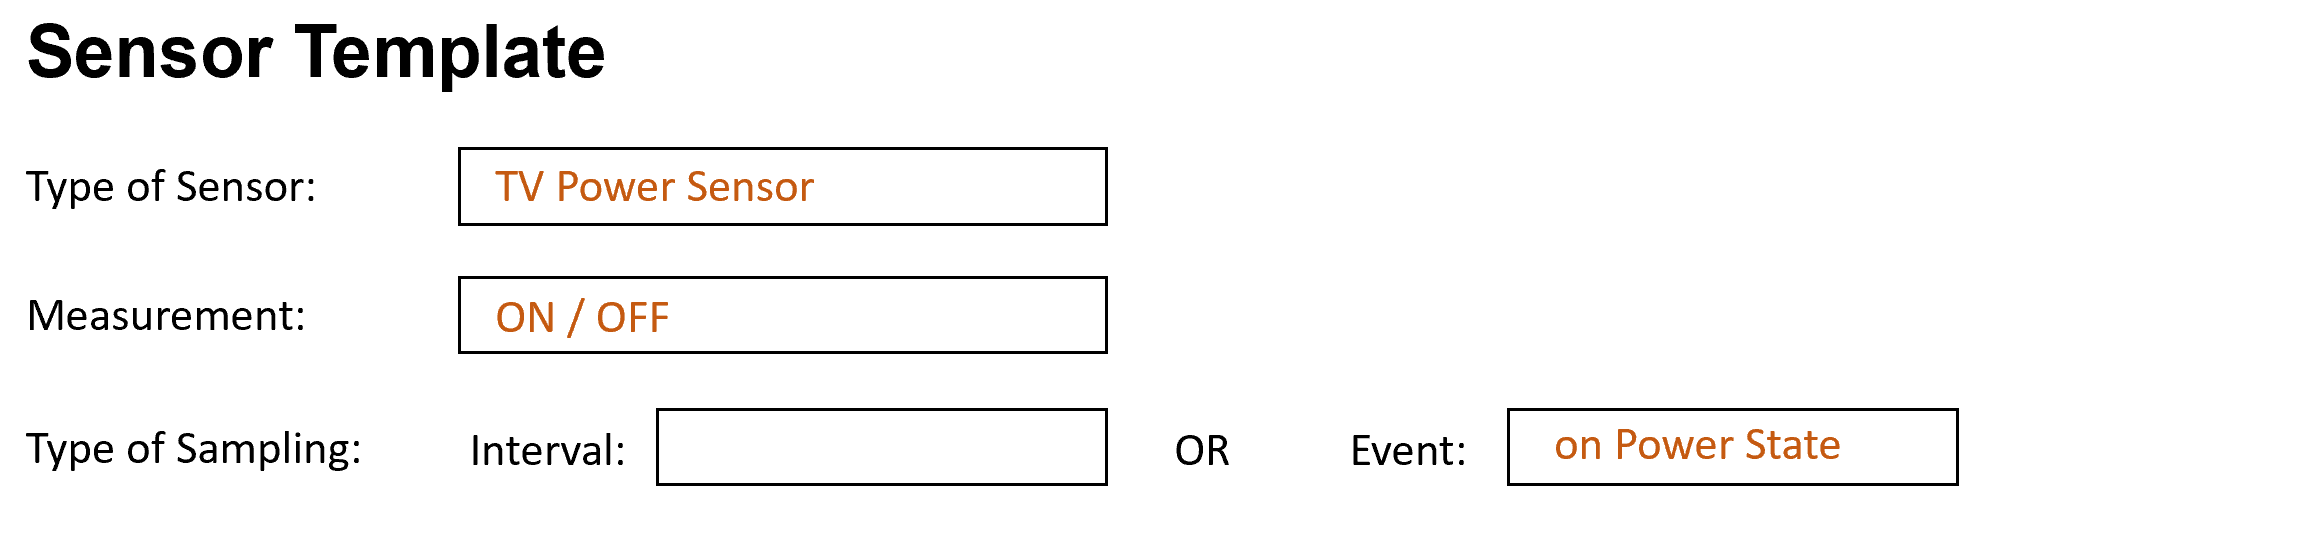 Sensor Template
Type of Sensor: TV Power Sensor
Measurement: ON / OFF
Type of Sampling: Interval: OR Event: on Power State